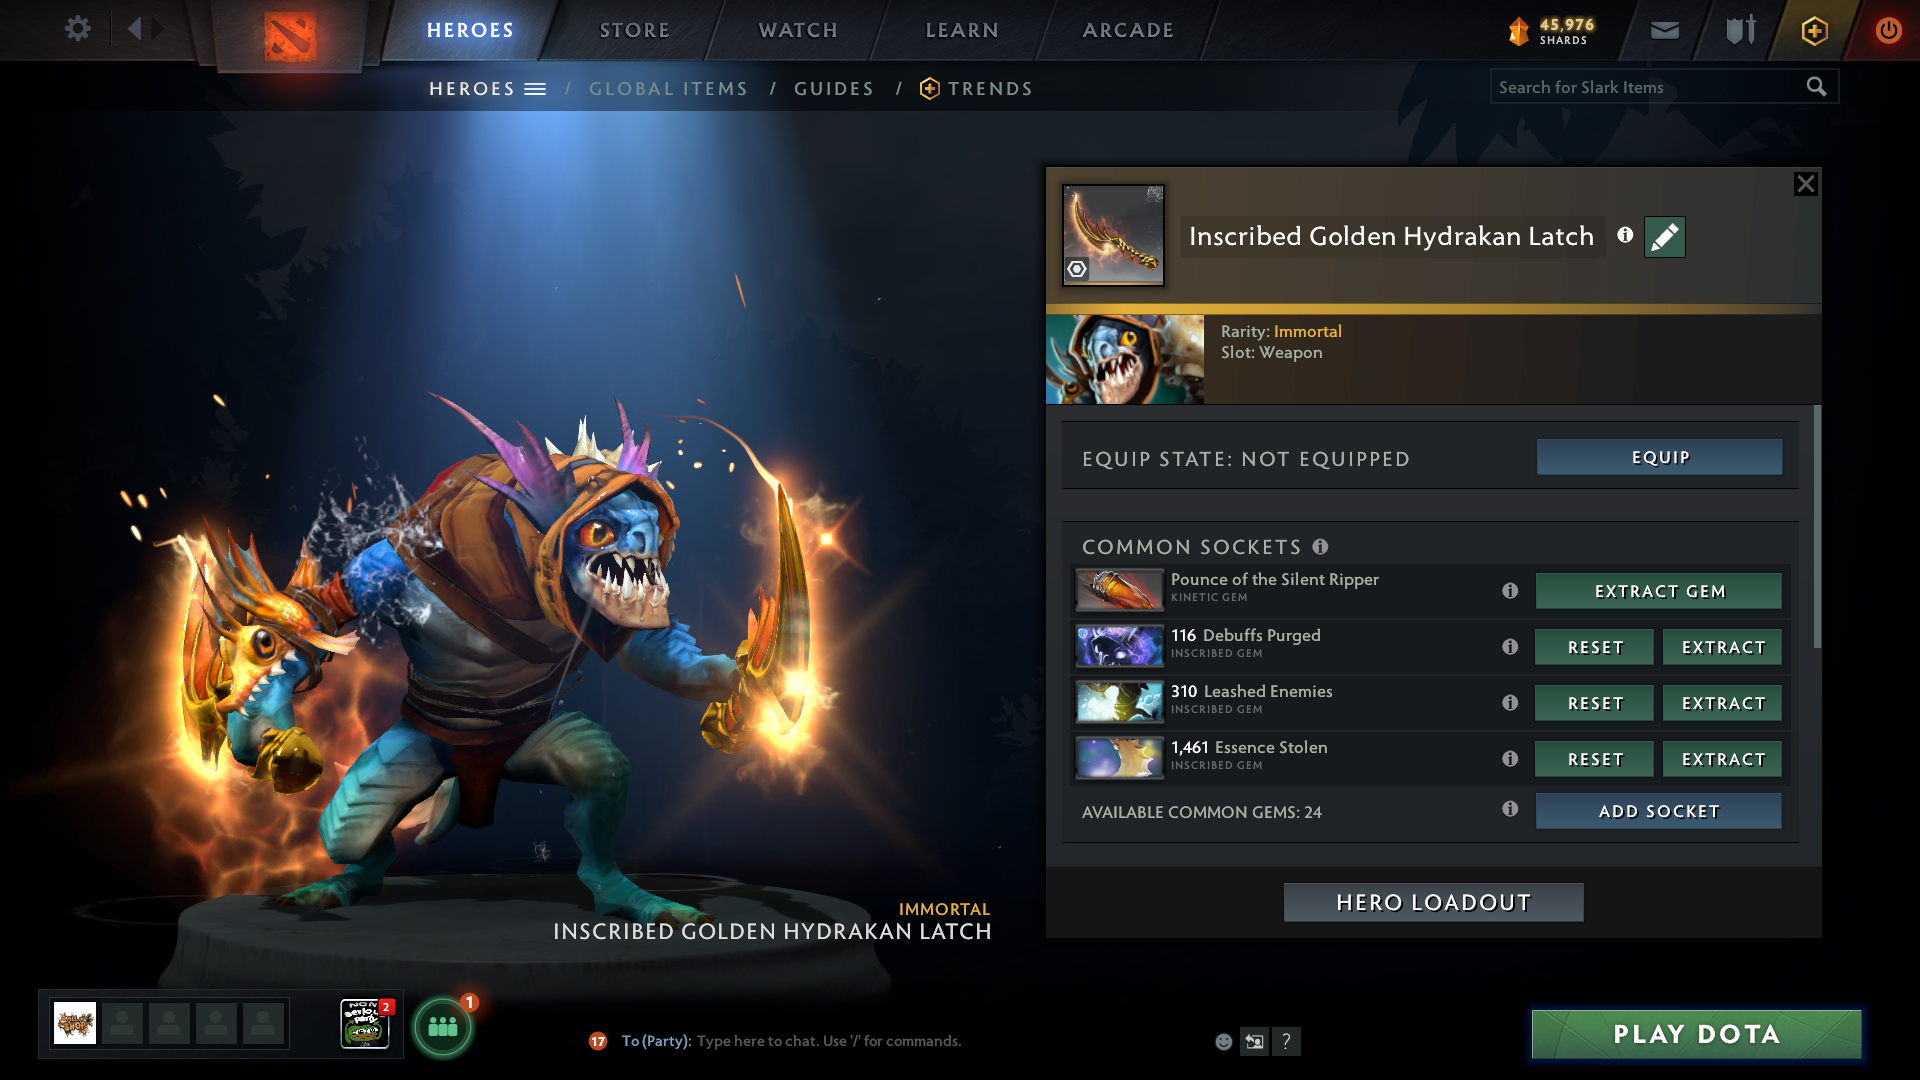 HEROES
STORE
WATCH
LEARN
ARCADE
45,976
SHARDS
HEROES / GLOBAL ITEMS / GUIDES / TRENDS
Search for Slark Items
Inscribed Golden Hydrakan Latch
Rarity: Immortal
Slot: Weapon
EQUIP STATE: NOT EQUIPPED
EQUIP
COMMON SOCKETS
Pounce of the Silent Ripper
KINETIC GEM
EXTRACT GEM
116 Debuffs Purged
INSCRIBED GEM
RESET
EXTRACT
310 Leashed Enemies
INSCRIBED GEM
RESET
EXTRACT
1,461 Essence Stolen
INSCRIBED GEM
RESET
EXTRACT
AVAILABLE COMMON GEMS: 24
ADD SOCKET
HERO LOADOUT
IMMORTAL
INSCRIBED GOLDEN HYDRAKAN LATCH
2
1
17
To (Party): Type here to chat. Use '/' for commands.
?
PLAY DOTA